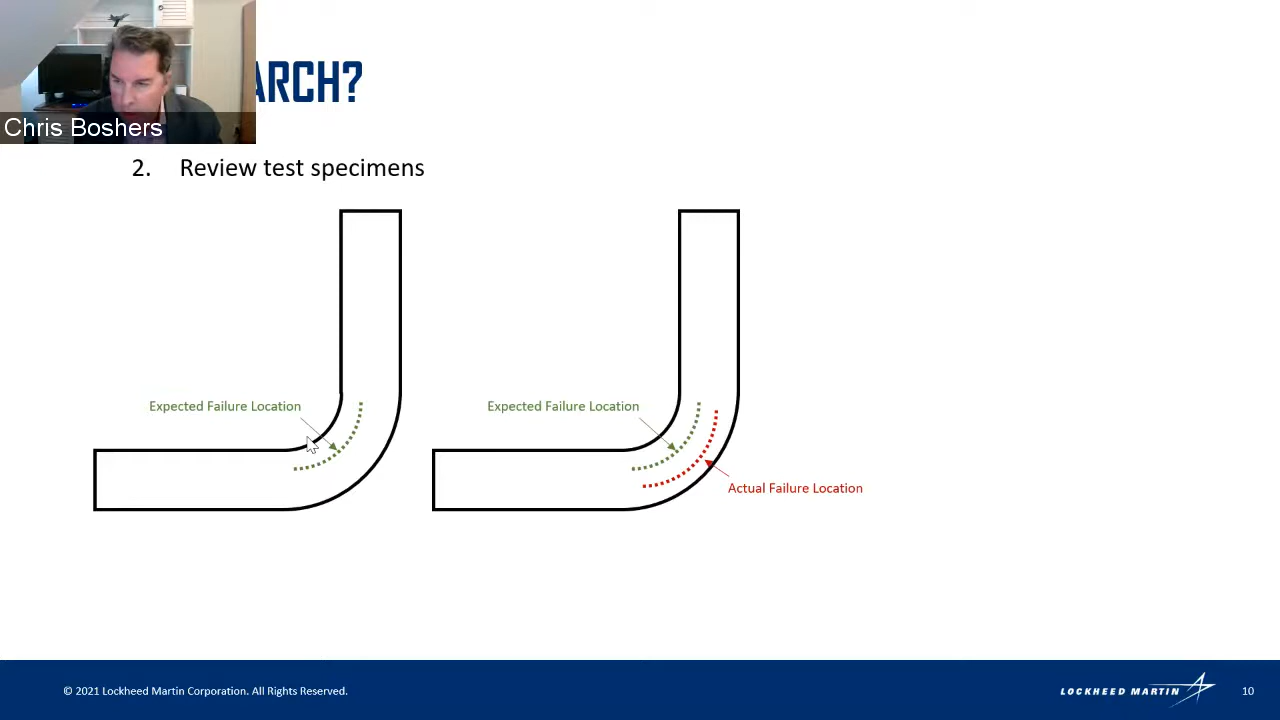 ARCH?
Chris Boshers
2. Review test specimens
Expected Failure Location
Expected Failure Location
Actual Failure Location
© 2021 Lockheed Martin Corporation. All Rights Reserved.
LOCKHEED MARTIN
10